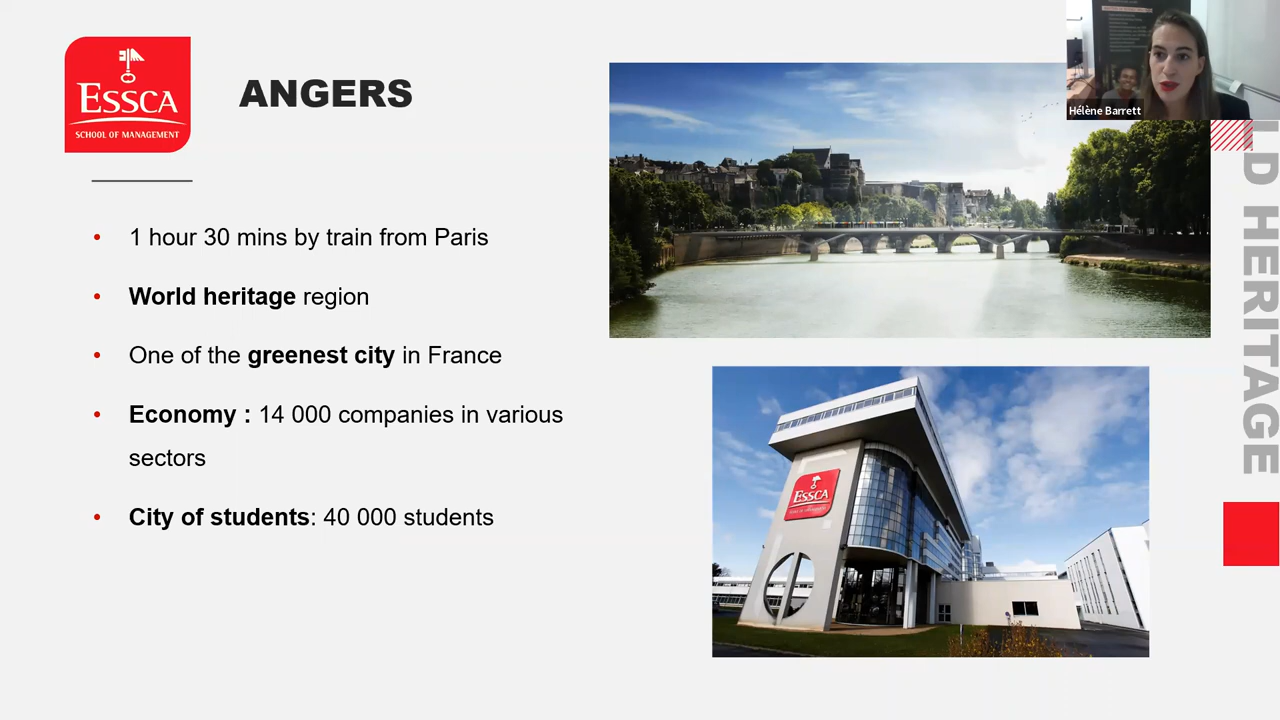 ESSCA
SCHOOL OF MANAGEMENT
ANGERS
Hélène Barrett
• 1 hour 30 mins by train from Paris
• World heritage region
• One of the greenest city in France
• Economy : 14 000 companies in various
sectors
• City of students: 40 000 students
ESSCA
LD HERITAGE